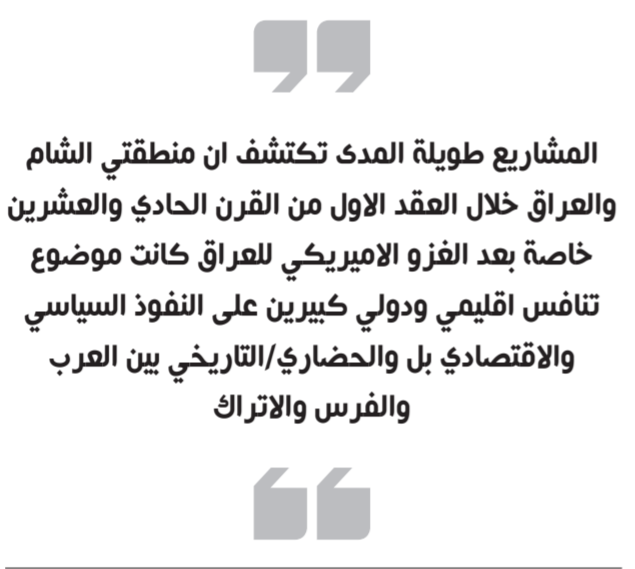 المشاريع طويلة المدى تكتشف ان منطقتي الشام
والعراق خلال العقد الاول من القرن الحادي والعشرين
خاصة بعد الغزو الاميريكي للعراق كانت موضوع
تنافس اقليمي ودولي كبيرين على النفوذ السياسي
والاقتصادي بل والحضاري/التاريخي بين العرب
والفرس والاتراك